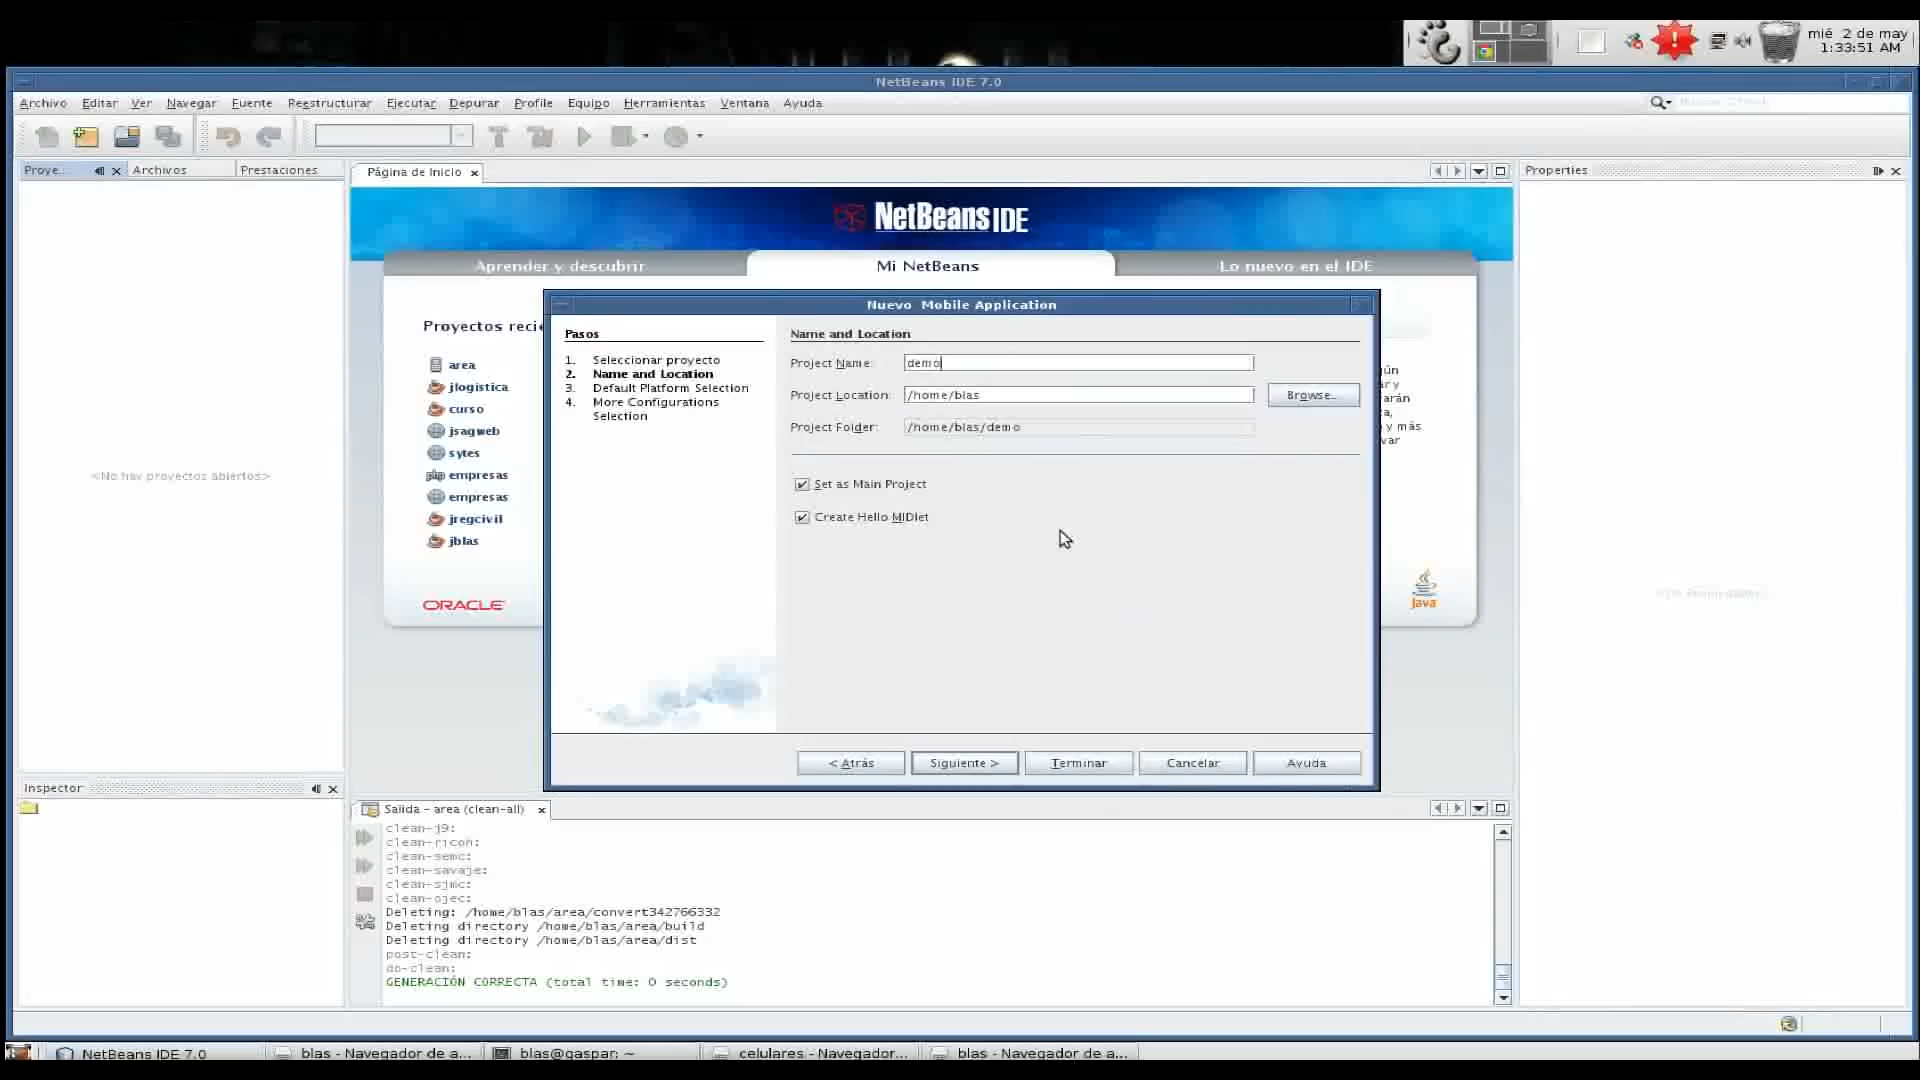 mié 2 de may
1:33:51 AM
NetBeans IDE 7.0
Archivo Editar Ver Navegar Fuente Reestructurar Ejecutar Depurar Profile Equipo Herramientas Ventana Ayuda
Proye... Archivos Prestaciones
Página de Inicio
Properties
NetBeans IDE
Aprender y descubrir Mi NetBeans Lo nuevo en el IDE
Nuevo Mobile Application
Proyectos reci
area
jlogistica
curso
jsagweb
sytes
empresas
empresas
jregcivil
jblas
ORACLE
Java
<No hay proyectos abiertos>
Pasos
1. Seleccionar proyecto
2. Name and Location
3. Default Platform Selection
4. More Configurations
Selection
Name and Location
Project Name: demo
Project Location: /home/blas Browse...
Project Folder: /home/blas/demo
Set as Main Project
Create Hello MIDlet
ún
r y
arán
a,
y más
var
< Atrás Siguiente > Terminar Cancelar Ayuda
Inspector
Salida - area (clean-all)
clean-j9:
clean-ricoh:
clean-semc:
clean-savaje:
clean-sjmc:
clean-ojec:
Deleting: /home/blas/area/convert342766332
Deleting directory /home/blas/area/build
Deleting directory /home/blas/area/dist
post-clean:
do-clean:
GENERACIÓN CORRECTA (total time: 0 seconds)
NetBeans IDE 7.0 blas - Navegador de a... blas@gaspar: ~ celulares - Navegador... blas - Navegador de a...